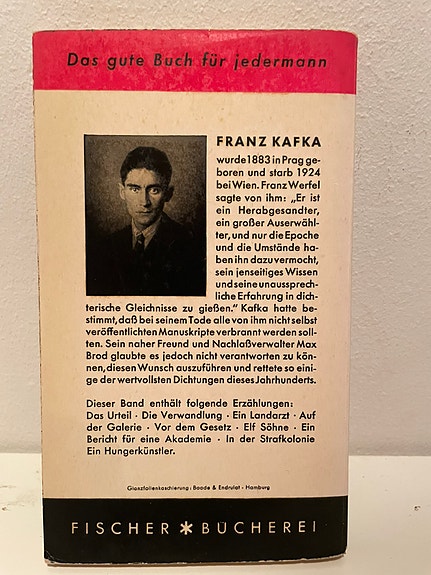 Das gute Buch für jedermann
FRANZ KAFKA
wurde 1883 in Prag ge-
boren und starb 1924
bei Wien. Franz Werfel
sagte von ihm: „Er ist
ein Herabgesandter,
ein großer Auserwähl-
ter, und nur die Epoche
und die Umstände ha-
ben ihn dazu vermocht,
sein jenseitiges Wissen
und seine unaussprech-
liche Erfahrung in dich-
terische Gleichnisse zu gießen.“ Kafka hatte be-
stimmt, daß bei seinem Tode alle von ihm nicht selbst
veröffentlichten Manuskripte verbrannt werden soll-
ten. Sein naher Freund und Nachlaßverwalter Max
Brod glaubte es jedoch nicht verantworten zu kön-
nen, diesen Wunsch auszuführen und rettete so eini-
ge der wertvollsten Dichtungen dieses Jahrhunderts.
Dieser Band enthält folgende Erzählungen:
Das Urteil · Die Verwandlung · Ein Landarzt · Auf
der Galerie · Vor dem Gesetz · Elf Söhne · Ein
Bericht für eine Akademie · In der Strafkolonie
Ein Hungerkünstler.
Glanzfolienkaschierung: Boode & Endrulat · Hamburg
FISCHER * BÜCHEREI